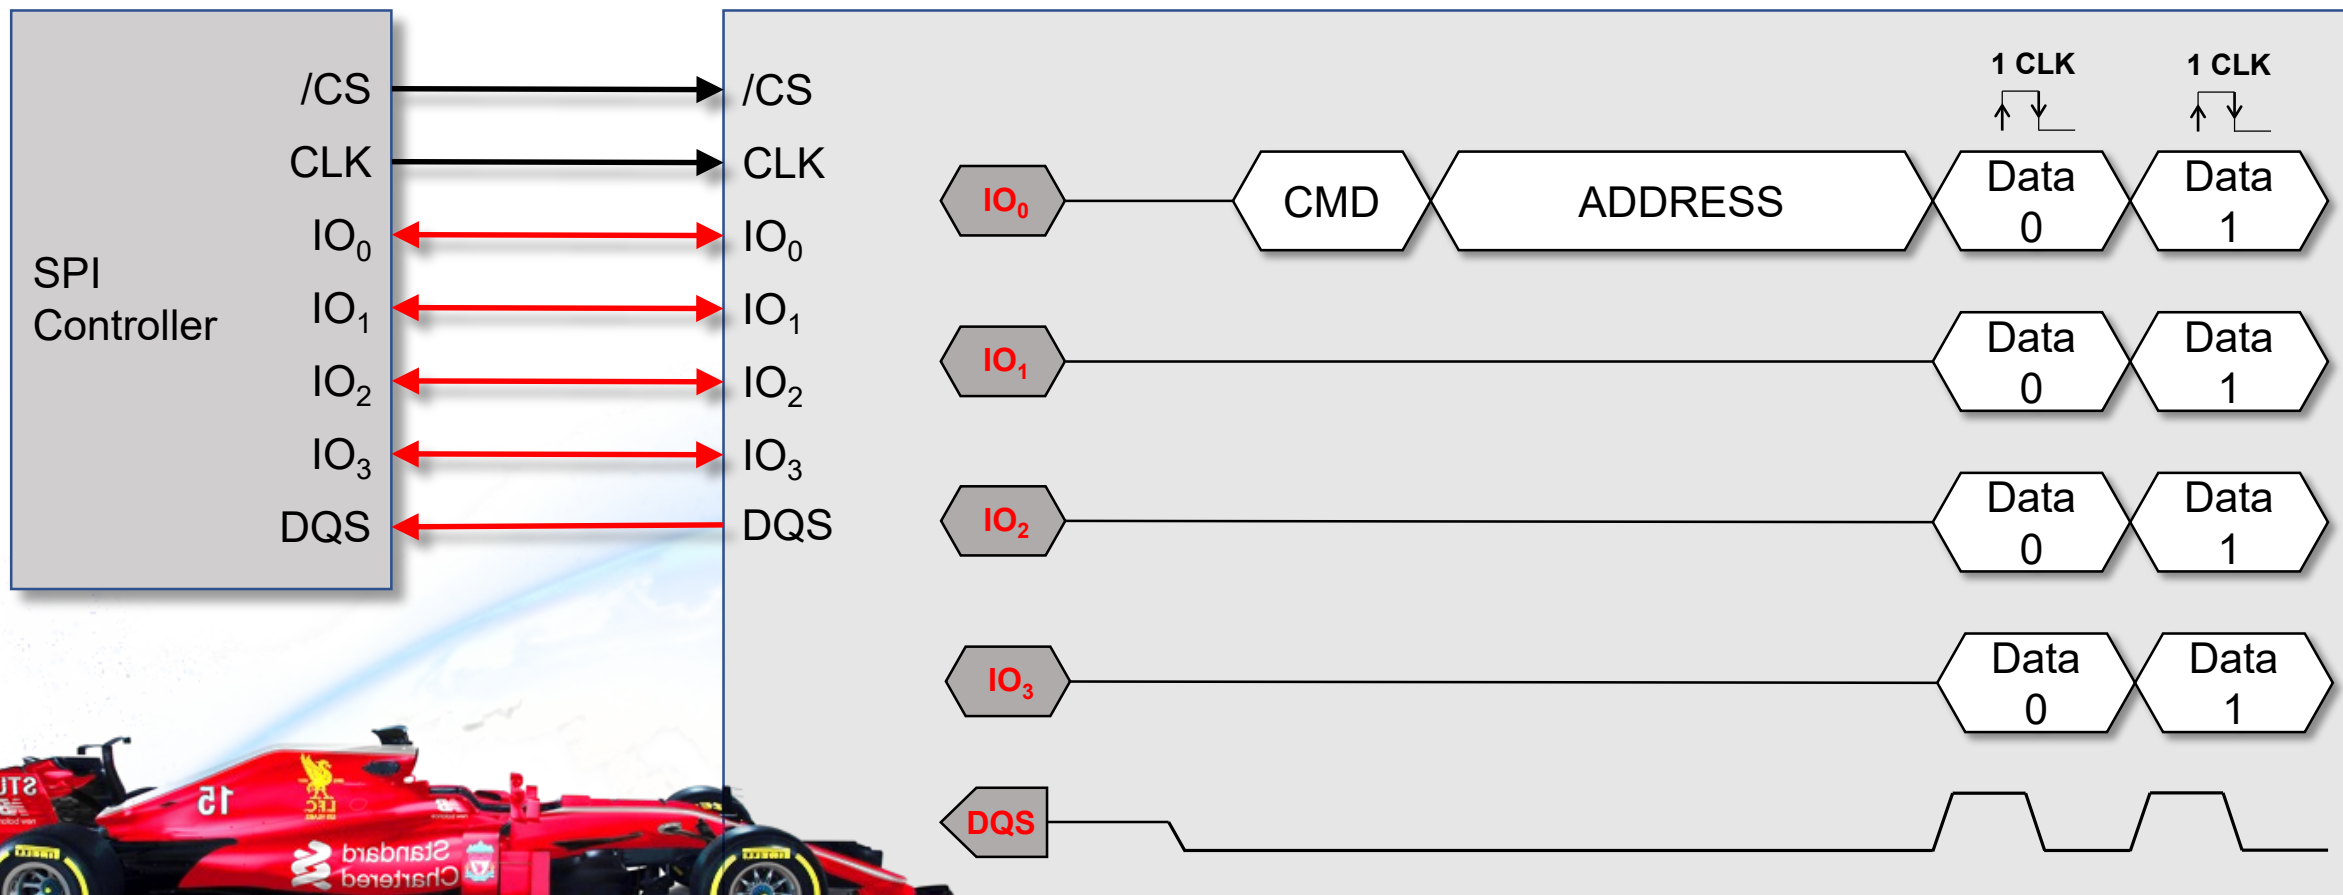 /CS
CLK
IO0
IO1
IO2
IO3
DQS
SPI
Controller
/CS
CLK
IO0
IO1
IO2
IO3
DQS
1 CLK
1 CLK
IO0
CMD
ADDRESS
Data
0
Data
1
IO1
Data
0
Data
1
IO2
Data
0
Data
1
IO3
Data
0
Data
1
DQS
15
LFC
Standard
Chartered